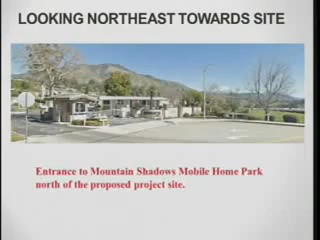 LOOKING NORTHEAST TOWARDS SITE
Entrance to Mountain Shadows Mobile Home Park
north of the proposed project site.